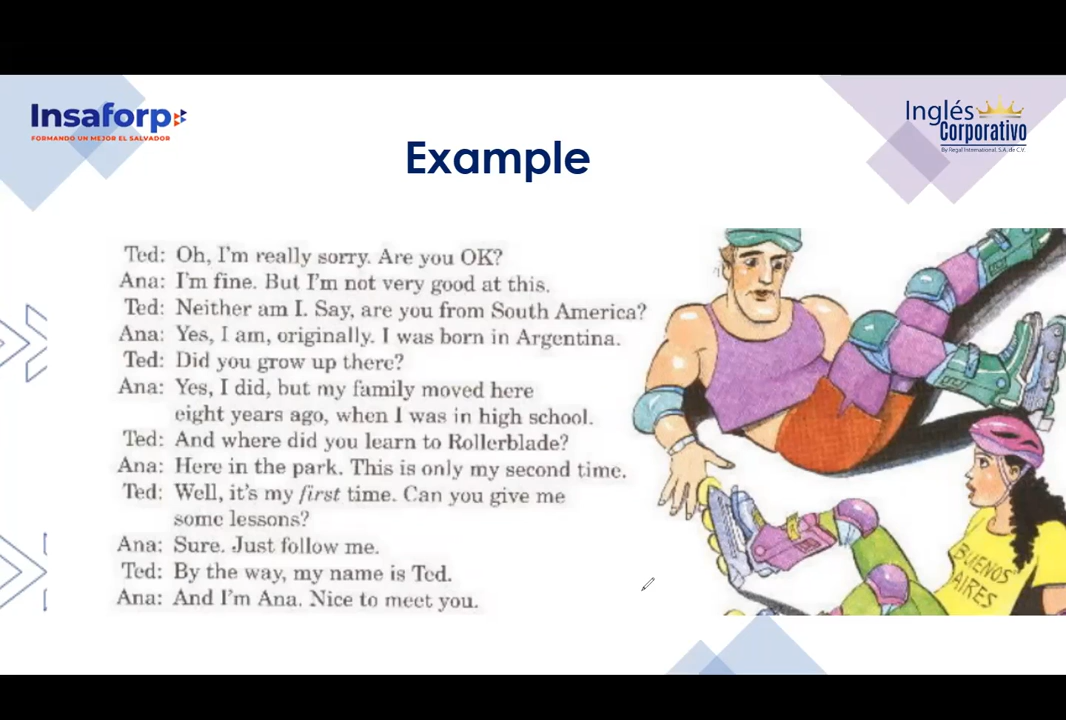 Insaforp
FORMANDO UN MEJOR EL SALVADOR
Inglés
Corporativo
By Regal International, S.A. de C.V.
Example
Ted: Oh, I'm really sorry. Are you OK?
Ana: I'm fine. But I'm not very good at this.
Ted: Neither am I. Say, are you from South America?
Ana: Yes, I am, originally. I was born in Argentina.
Ted: Did you grow up there?
Ana: Yes, I did, but my family moved here
eight years ago, when I was in high school.
Ted: And where did you learn to Rollerblade?
Ana: Here in the park. This is only my second time.
Ted: Well, it's my first time. Can you give me
some lessons?
Ana: Sure. Just follow me.
Ted: By the way, my name is Ted.
Ana: And I'm Ana. Nice to meet you.
BUENOS
AIRES